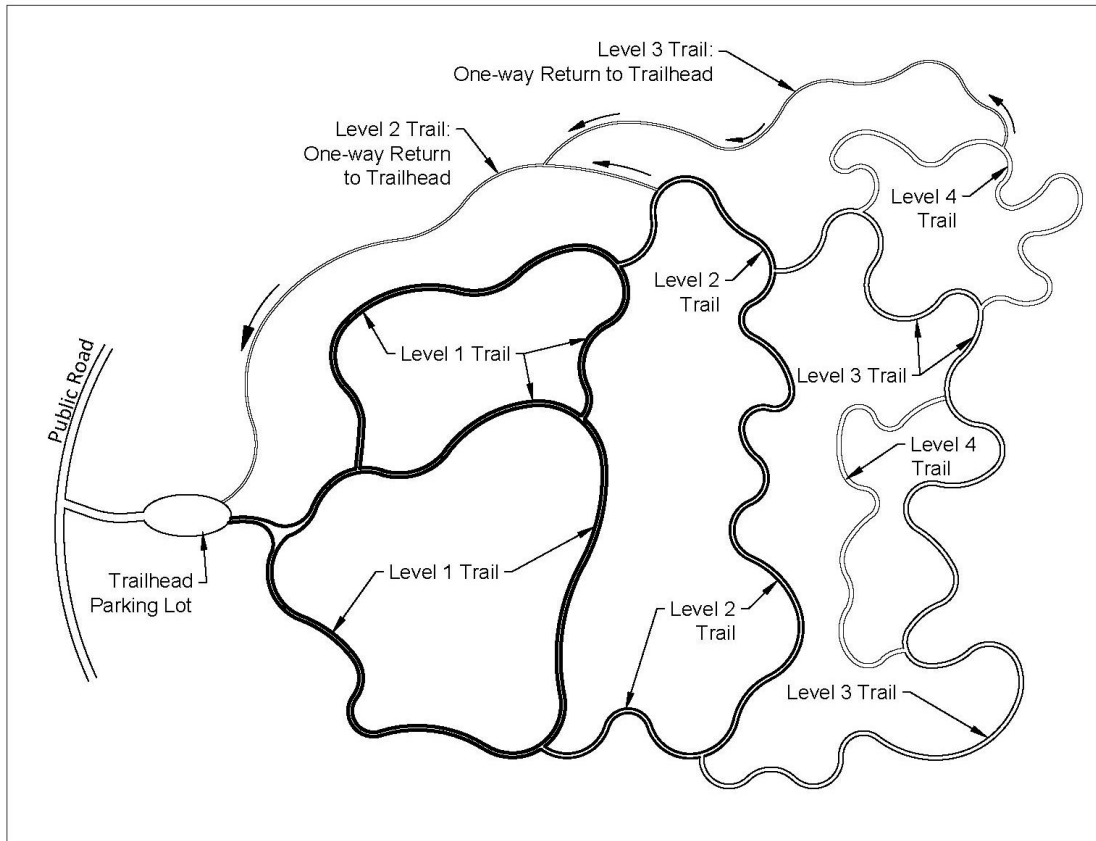 Level 3 Trail:
One-way Return to Trailhead
Level 2 Trail:
One-way Return
to Trailhead
Level 4
Trail
Level 2
Trail
Level 1 Trail
Level 3 Trail
Public Road
Level 4
Trail
Level 1 Trail
Trailhead
Parking Lot
Level 2
Trail
Level 3 Trail